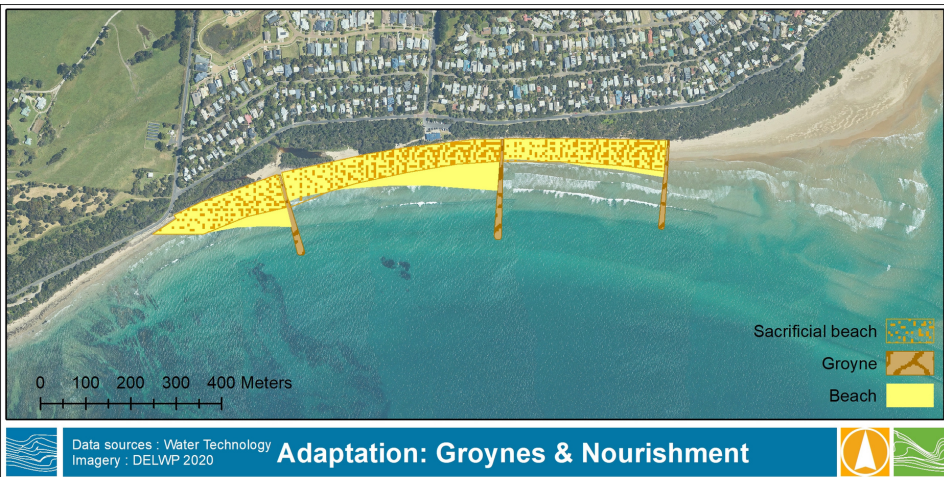 Sacrificial beach
Groyne
Beach
0 100 200 300 400 Meters
Data sources : Water Technology
Imagery : DELWP 2020
Adaptation: Groynes & Nourishment